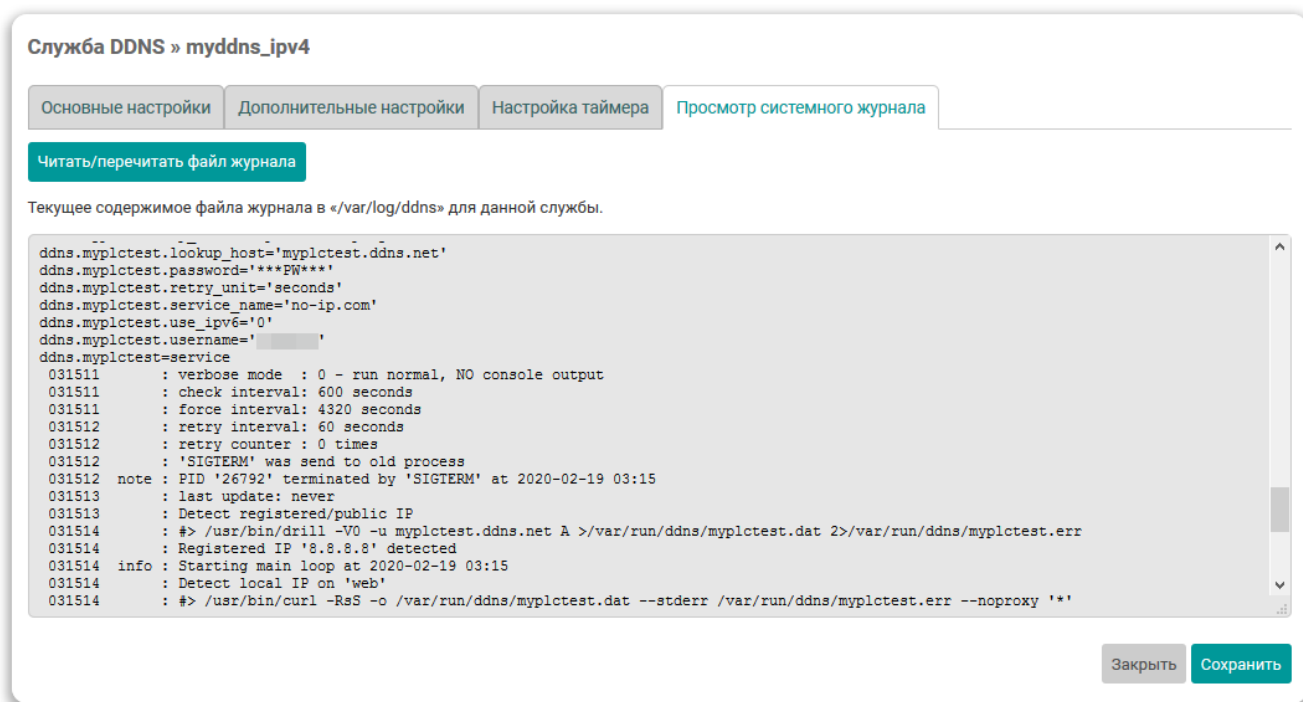 Служба DDNS » myddns_ipv4
Основные настройки Дополнительные настройки Настройка таймера Просмотр системного журнала
Читать/перечитать файл журнала
Текущее содержимое файла журнала в «/var/log/ddns» для данной службы.
ddns.myplctest.lookup_host='myplctest.ddns.net'
ddns.myplctest.password='***PW***'
ddns.myplctest.retry_unit='seconds'
ddns.myplctest.service_name='no-ip.com'
ddns.myplctest.use_ipv6='0'
ddns.myplctest.username=' '
ddns.myplctest=service
031511 : verbose mode : 0 - run normal, NO console output
031511 : check interval: 600 seconds
031511 : force interval: 4320 seconds
031512 : retry interval: 60 seconds
031512 : retry counter : 0 times
031512 : 'SIGTERM' was send to old process
031512 note : PID '26792' terminated by 'SIGTERM' at 2020-02-19 03:15
031513 : last update: never
031513 : Detect registered/public IP
031514 : #> /usr/bin/drill -V0 -u myplctest.ddns.net A >/var/run/ddns/myplctest.dat 2>/var/run/ddns/myplctest.err
031514 : Registered IP '8.8.8.8' detected
031514 info : Starting main loop at 2020-02-19 03:15
031514 : Detect local IP on 'web'
031514 : #> /usr/bin/curl -RsS -o /var/run/ddns/myplctest.dat --stderr /var/run/ddns/myplctest.err --noproxy '*'
Закрыть Сохранить